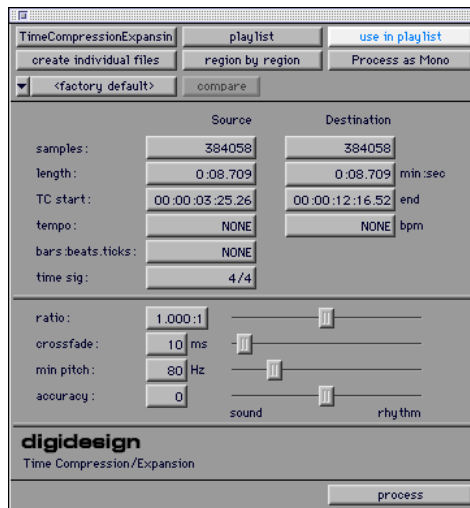 TimeCompressionExpansin playlist use in playlist
create individual files region by region Process as Mono
<factory default> compare
Source Destination
samples: 384058 384058
length: 0:08.709 0:08.709 min:sec
TC start: 00:00:03:25.26 00:00:12:16.52 end
tempo: NONE NONE bpm
bars:beats.ticks: NONE
time sig: 4/4
ratio: 1.000:1
crossfade: 10 ms
min pitch: 80 Hz
accuracy: 0
sound rhythm
digidesign
Time Compression/Expansion
process